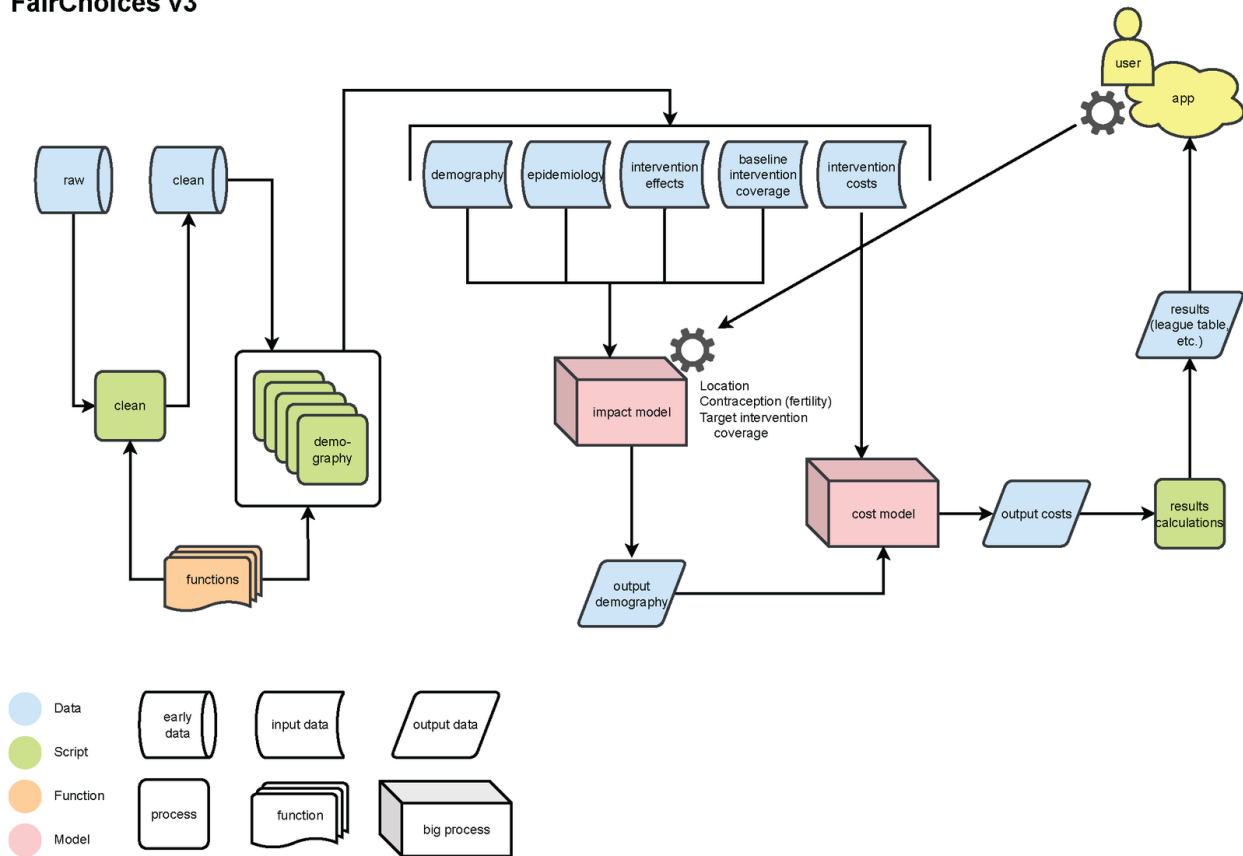 FairChoices v3
user
app
raw
clean
demography
epidemiology
intervention
effects
baseline
intervention
coverage
intervention
costs
results
(league table,
etc.)
clean
demo-
graphy
impact model
Location
Contraception (fertility)
Target intervention
coverage
cost model
output costs
results
calculations
functions
output
demography
Data
early
data
input data
output data
Script
Function
process
function
big process
Model